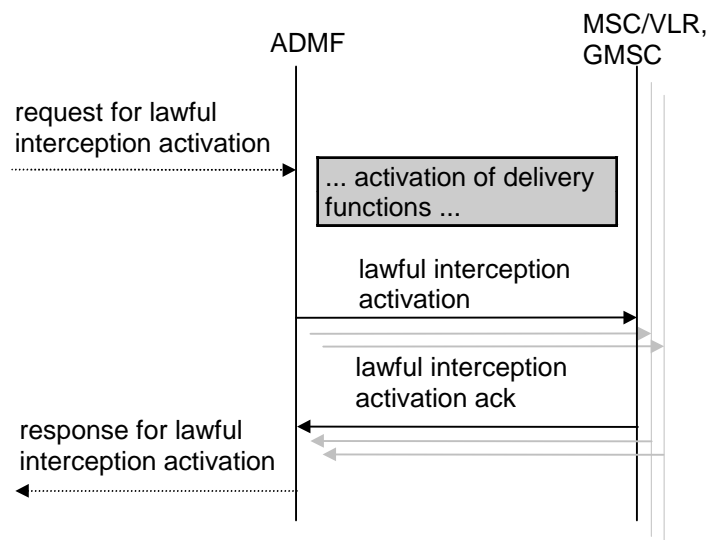 ADMF
MSC/VLR,
GMSC
request for lawful
interception activation
... activation of delivery
functions ...
lawful interception
activation
lawful interception
activation ack
response for lawful
interception activation